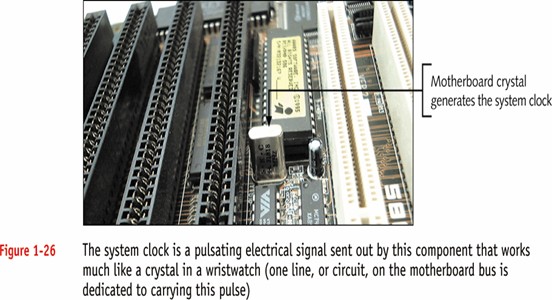 Motherboard crystal
generates the system clock
1995
VIA
Figure 1-26 The system clock is a pulsating electrical signal sent out by this component that works
much like a crystal in a wristwatch (one line, or circuit, on the motherboard bus is
dedicated to carrying this pulse)